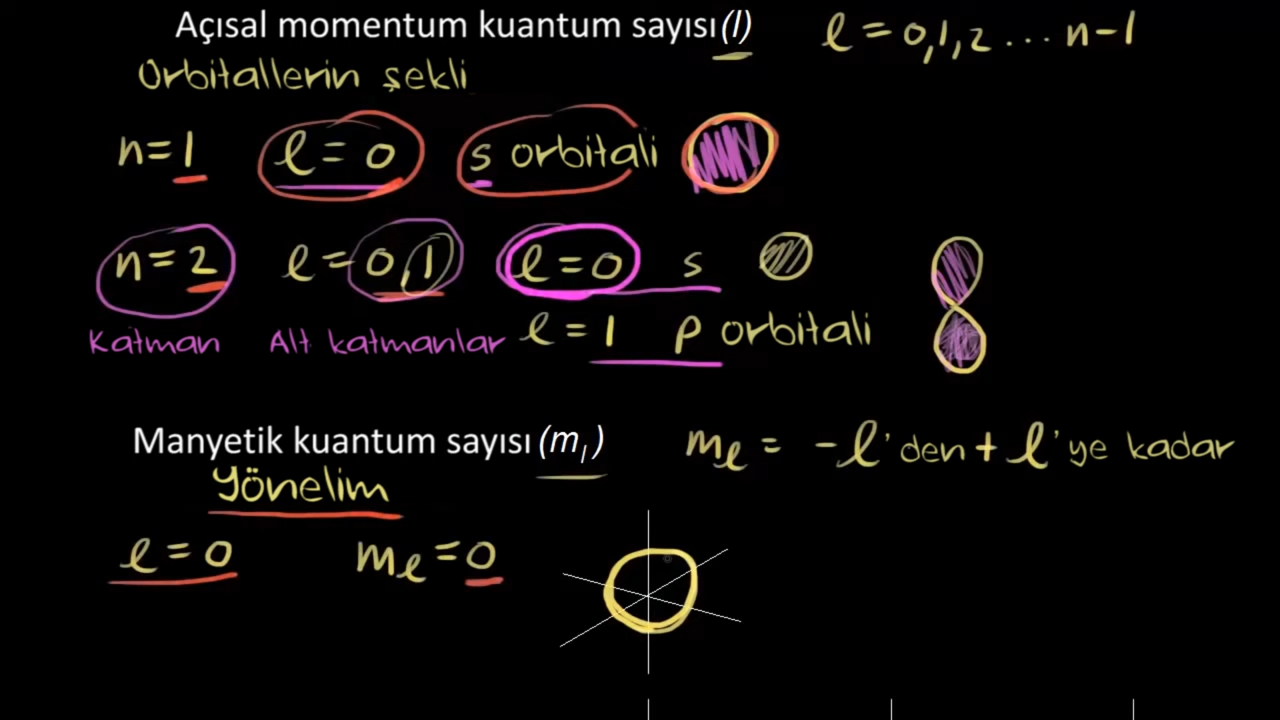 Açısal momentum kuantum sayısı (l) l = 0,1,2 ... n-1
Orbitallerin şekli
n=1 l=0 s orbitali
n=2 l=0,1 l=0 s
Katman Alt katmanlar l=1 p orbitali
Manyetik kuantum sayısı (mₗ) mₗ = -l'den +l'ye kadar
Yönelim
l=0 mₗ=0